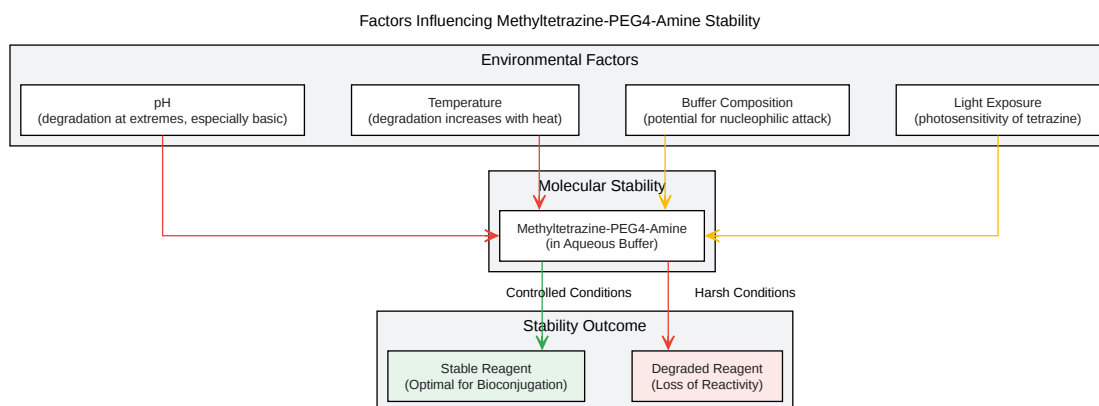 Factors Influencing Methyltetrazine-PEG4-Amine Stability
Environmental Factors
pH
(degradation at extremes, especially basic)
Temperature
(degradation increases with heat)
Buffer Composition
(potential for nucleophilic attack)
Light Exposure
(photosensitivity of tetrazine)
Molecular Stability
Methyltetrazine-PEG4-Amine
(in Aqueous Buffer)
Controlled Conditions
Harsh Conditions
Stability Outcome
Stable Reagent
(Optimal for Bioconjugation)
Degraded Reagent
(Loss of Reactivity)